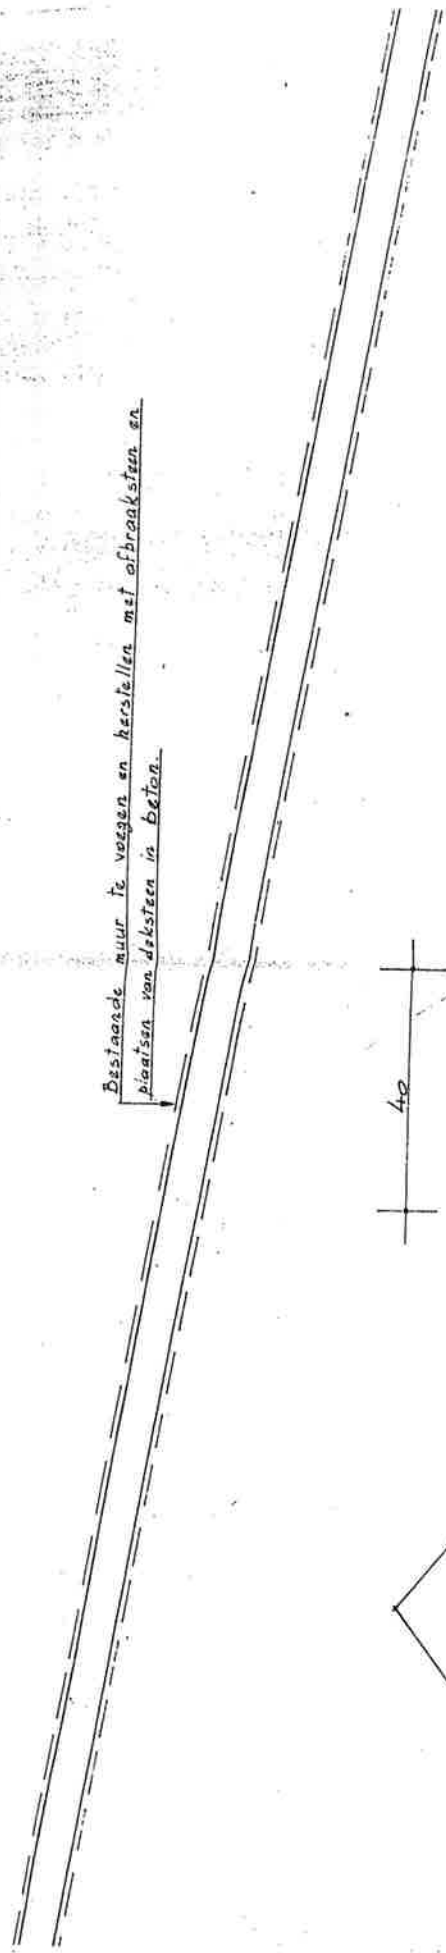 Bestaande muur te voegen en herstellen met afbraaksteen en
plaatsen van deksteen in beton.
40